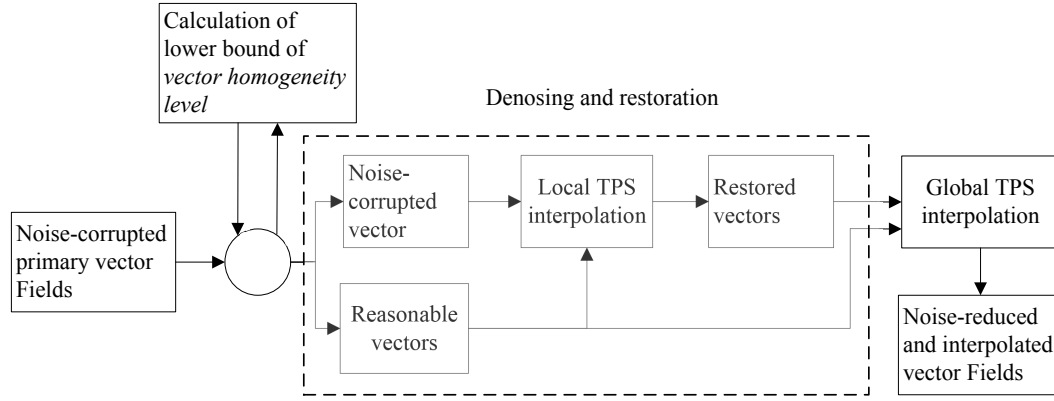 Calculation of
lower bound of
vector homogeneity
level
Denosing and restoration
Noise-corrupted
primary vector
Fields
Noise-
corrupted
vector
Local TPS
interpolation
Restored
vectors
Reasonable
vectors
Global TPS
interpolation
Noise-reduced
and interpolated
vector Fields